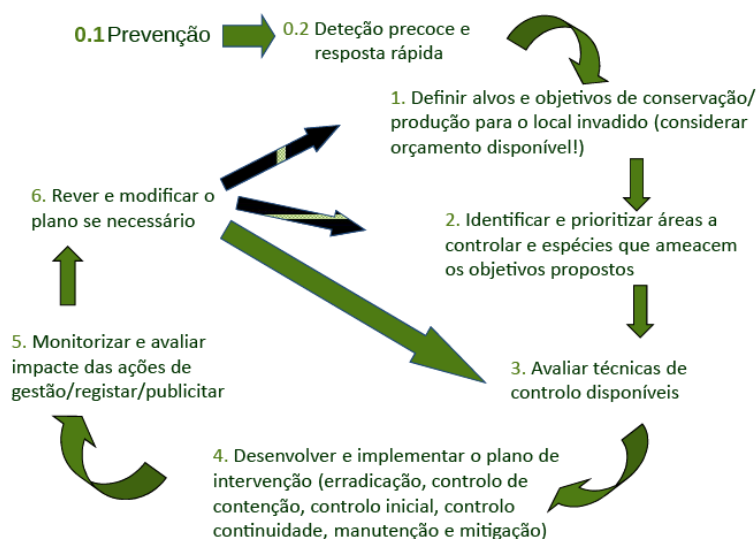 0.1 Prevenção
0.2 Deteção precoce e
resposta rápida
1. Definir alvos e objetivos de conservação/
produção para o local invadido (considerar
orçamento disponível!)
2. Identificar e prioritizar áreas a
controlar e espécies que ameacem
os objetivos propostos
3. Avaliar técnicas de
controlo disponíveis
4. Desenvolver e implementar o plano de
intervenção (erradicação, controlo de
contenção, controlo inicial, controlo
continuidade, manutenção e mitigação)
5. Monitorizar e avaliar
impacte das ações de
gestão/registar/publicitar
6. Rever e modificar o
plano se necessário